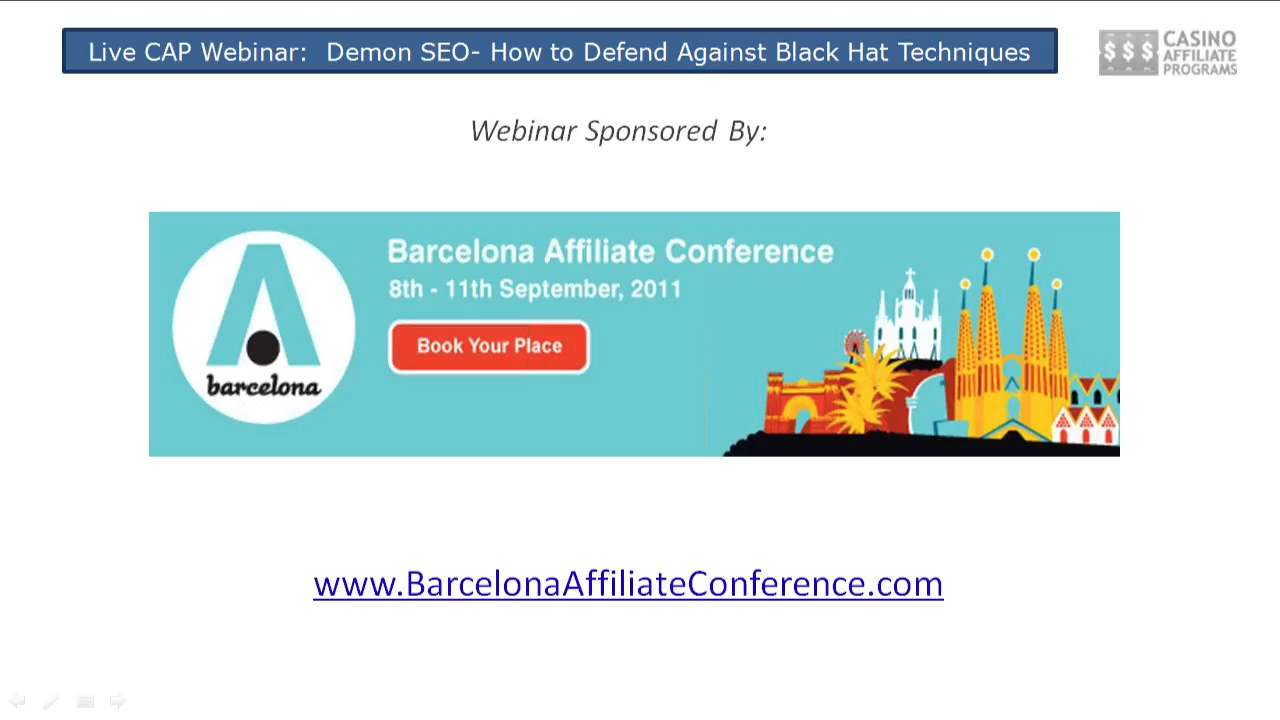 Live CAP Webinar:  Demon SEO- How to Defend Against Black Hat Techniques
$ $ $ CASINO
AFFILIATE
PROGRAMS
Webinar Sponsored By:
Barcelona Affiliate Conference
8th - 11th September, 2011
Book Your Place
A
barcelona
www.BarcelonaAffiliateConference.com